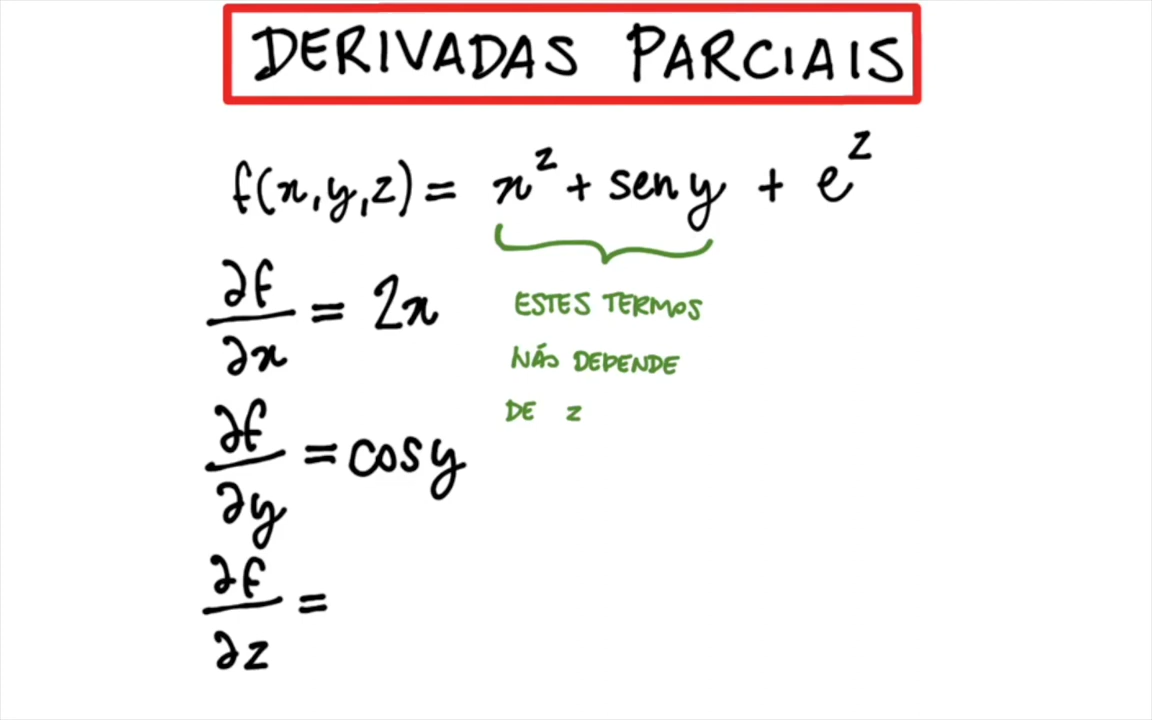 DERIVADAS PARCIAIS
f(x,y,z) = x² + sen y + e^z
∂f/∂x = 2x
ESTES TERMOS
NÃO DEPENDE
DE z
∂f/∂y = cos y
∂f/∂z =